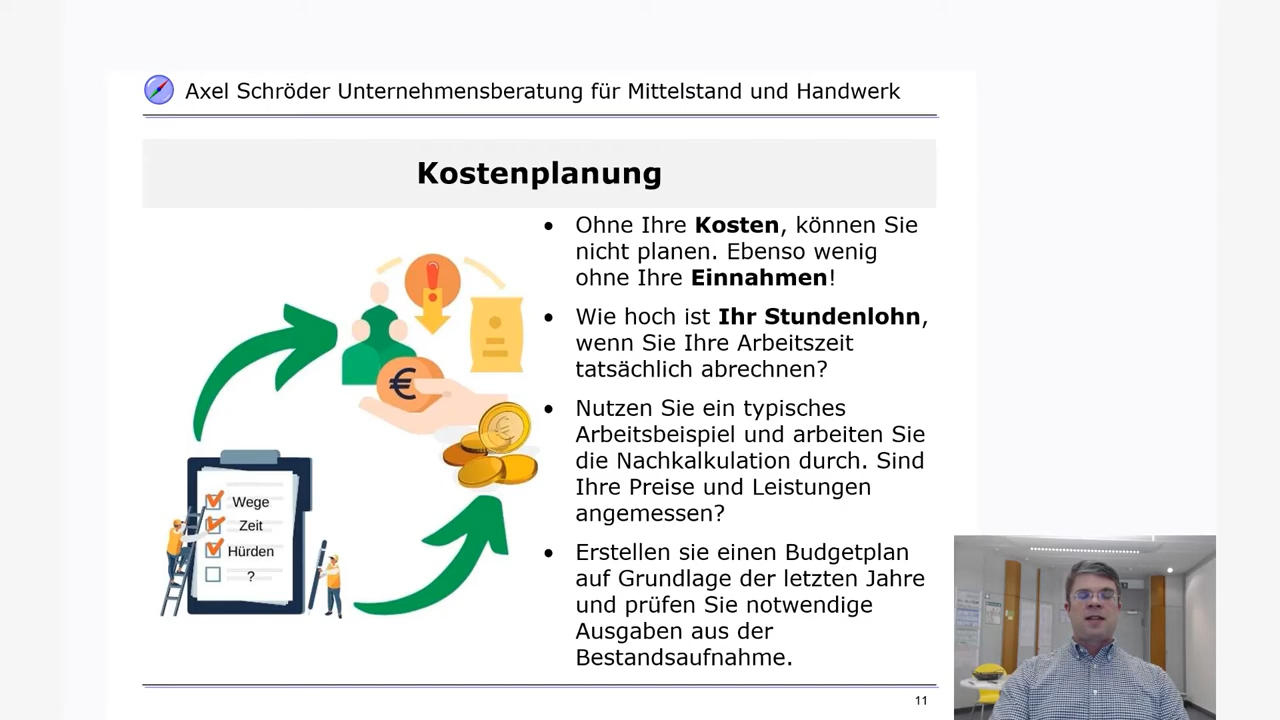 Axel Schröder Unternehmensberatung für Mittelstand und Handwerk
Kostenplanung
• Ohne Ihre Kosten, können Sie
nicht planen. Ebenso wenig
ohne Ihre Einnahmen!
• Wie hoch ist Ihr Stundenlohn,
wenn Sie Ihre Arbeitszeit
tatsächlich abrechnen?
• Nutzen Sie ein typisches
Arbeitsbeispiel und arbeiten Sie
die Nachkalkulation durch. Sind
Ihre Preise und Leistungen
angemessen?
• Erstellen sie einen Budgetplan
auf Grundlage der letzten Jahre
und prüfen Sie notwendige
Ausgaben aus der
Bestandsaufnahme.
€
€
Wege
Zeit
Hürden
?
11